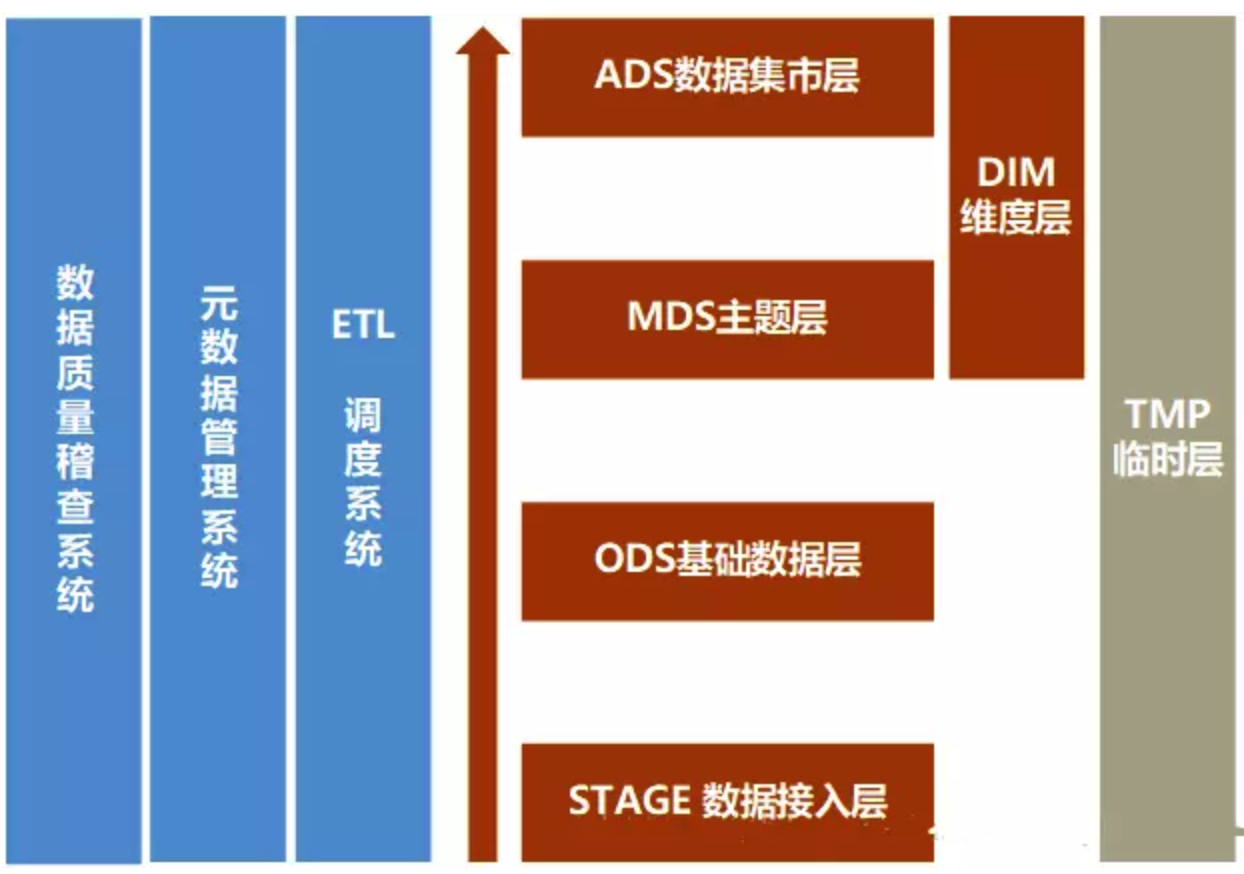 数据质量稽查系统
元数据管理系统
ETL
调度系统
ADS数据集市层
MDS主题层
ODS基础数据层
STAGE 数据接入层
DIM
维度层
TMP
临时层